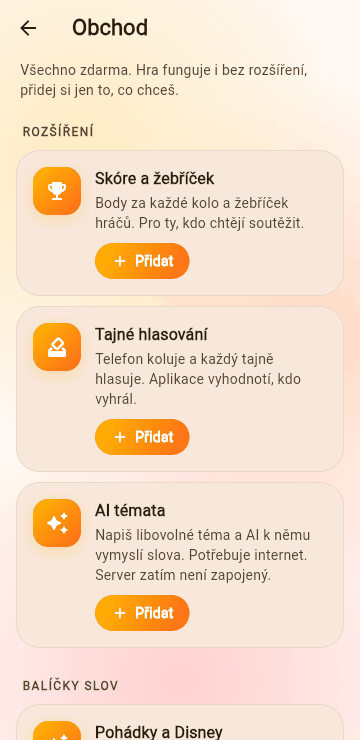 Obchod
Všechno zdarma. Hra funguje i bez rozšíření,
přidej si jen to, co chceš.
ROZŠÍŘENÍ
Skóre a žebříček
Body za každé kolo a žebříček
hráčů. Pro ty, kdo chtějí soutěžit.
+ Přidat
Tajné hlasování
Telefon koluje a každý tajně
hlasuje. Aplikace vyhodnotí, kdo
vyhrál.
+ Přidat
AI témata
Napiš libovolné téma a AI k němu
vymyslí slova. Potřebuje internet.
Server zatím není zapojený.
+ Přidat
BALÍČKY SLOV
Pohádky a Disney